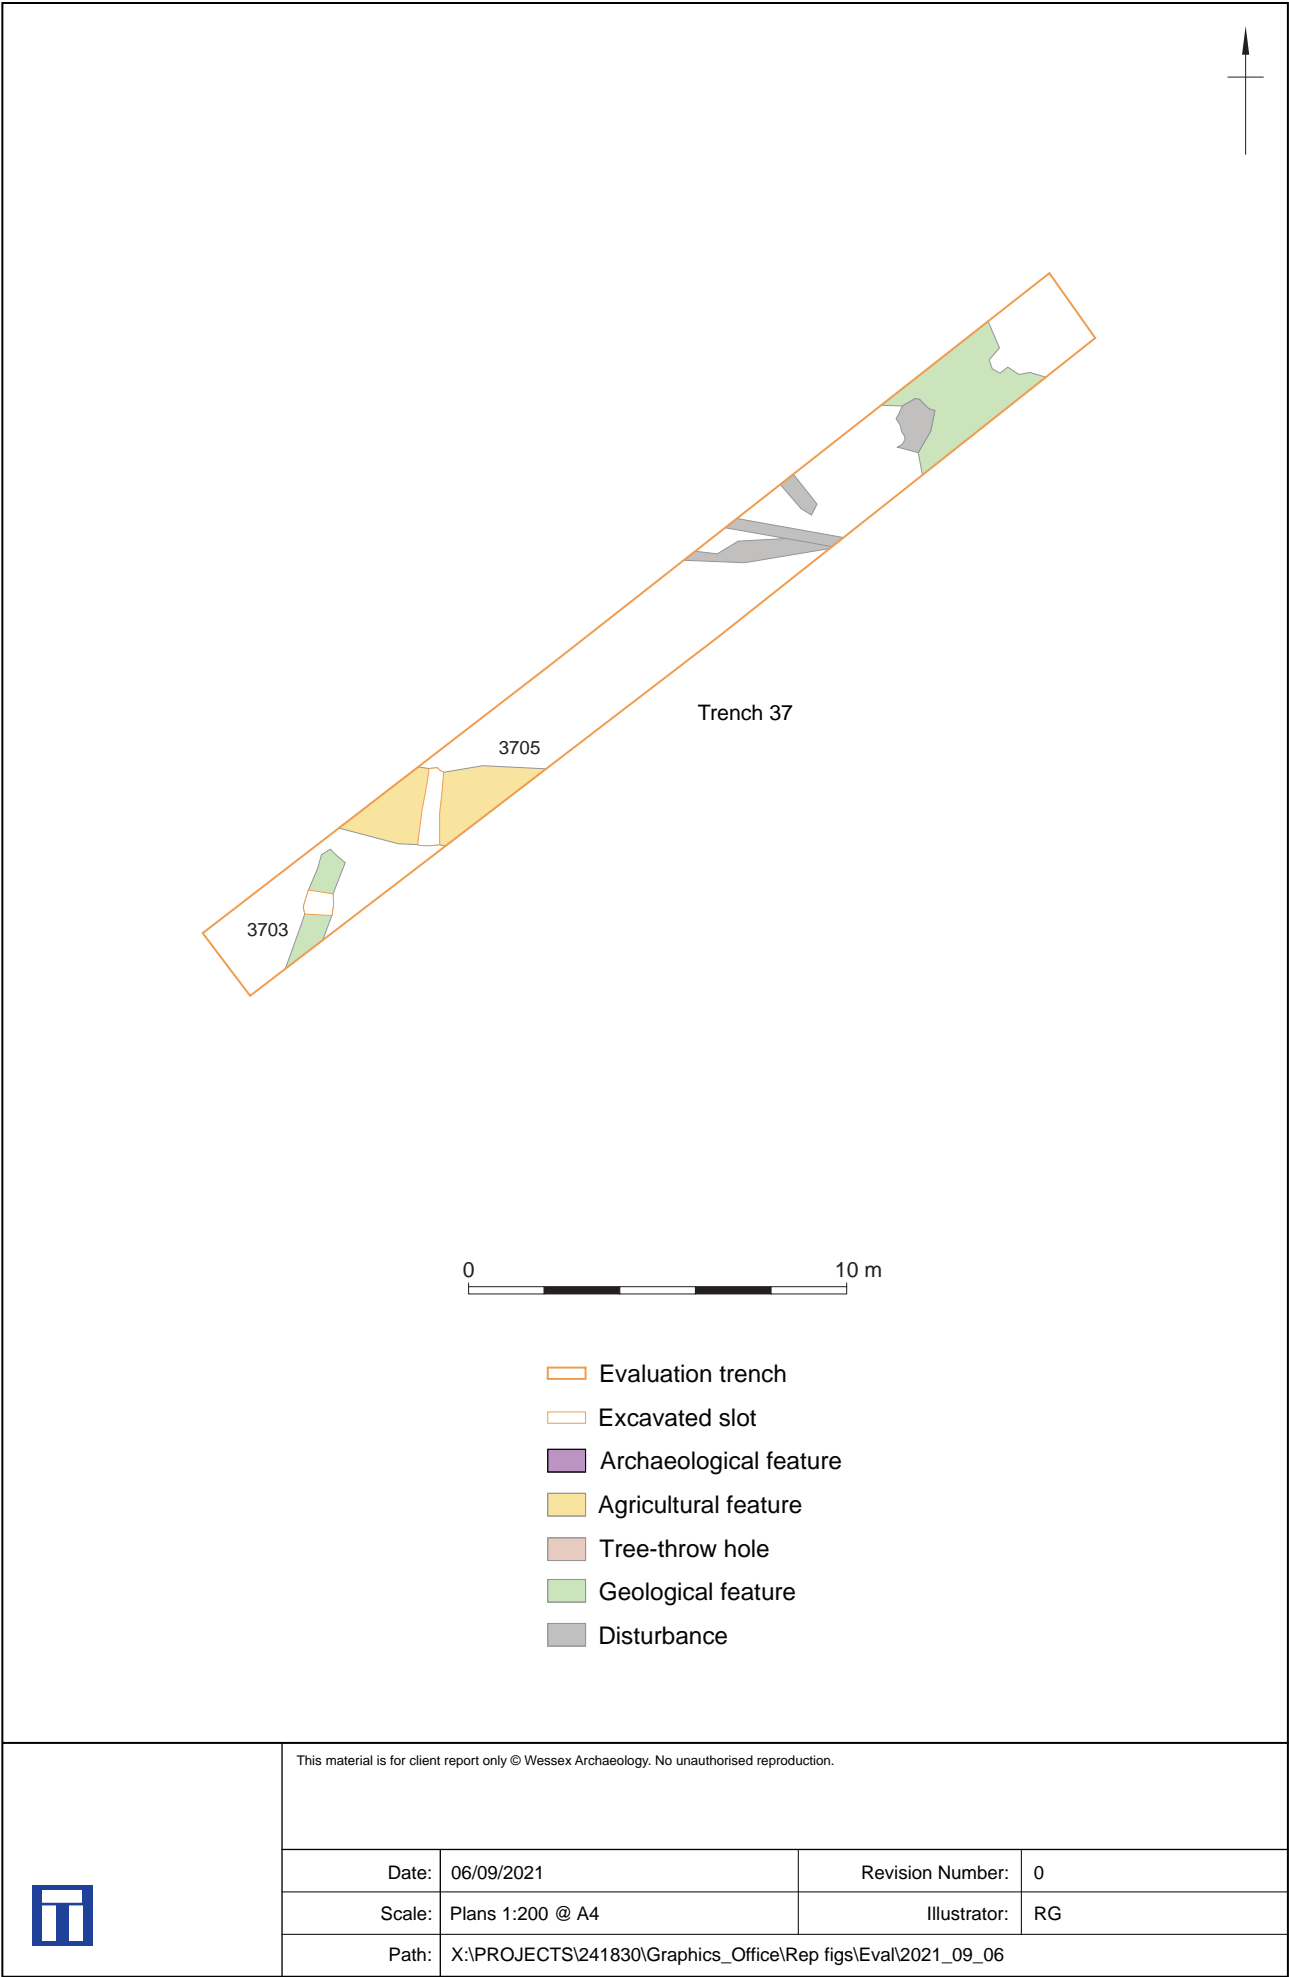 Trench 37
3705
3703
0 10 m
Evaluation trench
Excavated slot
Archaeological feature
Agricultural feature
Tree-throw hole
Geological feature
Disturbance
This material is for client report only © Wessex Archaeology. No unauthorised reproduction.
Date: 06/09/2021 Revision Number: 0
Scale: Plans 1:200 @ A4 Illustrator: RG
Path: X:\PROJECTS\241830\Graphics_Office\Rep figs\Eval\2021_09_06